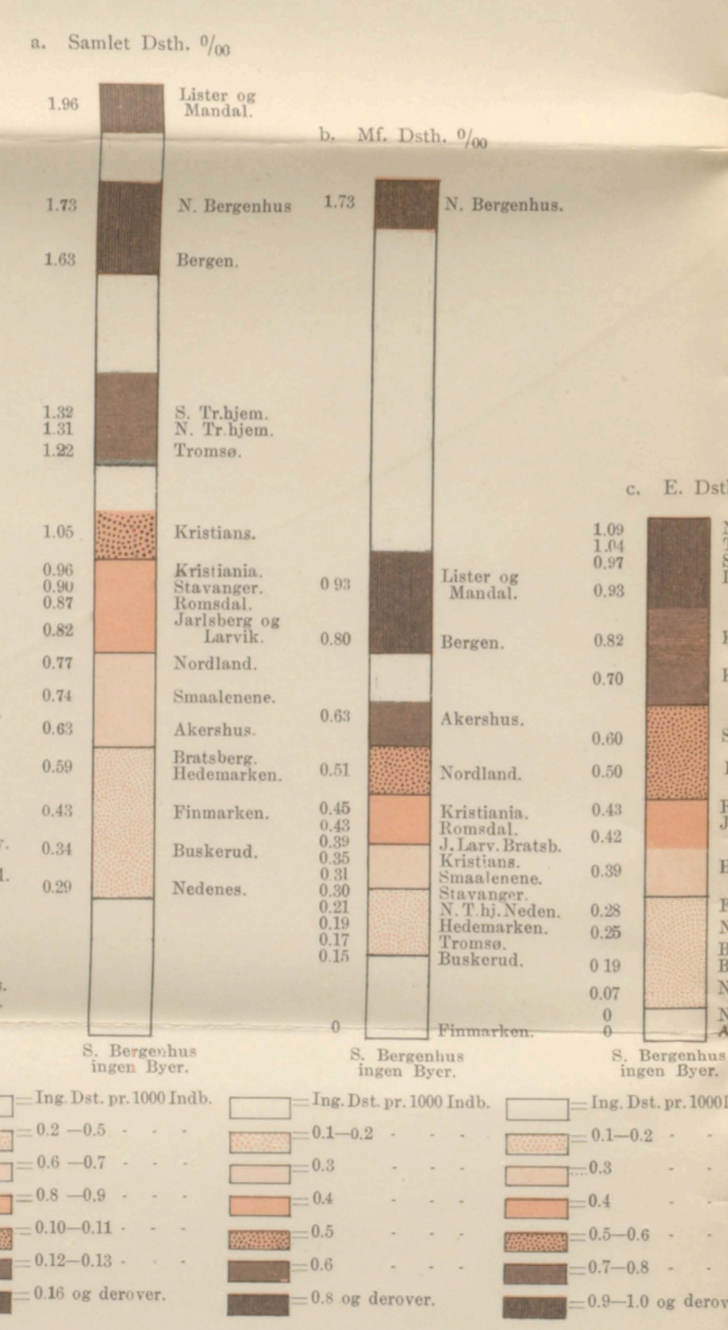 a. Samlet Dsth. 0/00
1.96 Lister og
Mandal.
1.73 N. Bergenhus
1.63 Bergen.
1.32 S. Tr.hjem.
1.31 N. Tr.hjem.
1.22 Tromsø.
1.05 Kristians.
0.96 Kristiania.
0.90 Stavanger.
0.87 Romsdal.
0.82 Jarlsberg og
Larvik.
0.77 Nordland.
0.74 Smaalenene.
0.63 Akershus.
0.59 Bratsberg.
Hedemarken.
0.43 Finmarken.
0.34 Buskerud.
0.29 Nedenes.
S. Bergenhus
ingen Byer.
b. Mf. Dsth. 0/00
1.73 N. Bergenhus.
0 93 Lister og
Mandal.
0.80 Bergen.
0.63 Akershus.
0.51 Nordland.
0.45 Kristiania.
0.43 Romsdal.
0.39 J. Larv. Bratsb.
0.35 Kristians.
0.31 Smaalenene.
0.30 Stavanger.
0.21 N. T. hj. Neden.
0.19 Hedemarken.
0.17 Tromsø.
0.15 Buskerud.
0 Finmarken.
S. Bergenhus
ingen Byer.
c. E. Dst
1.09
1.04
0.97
0.93
0.82
0.70
0.60
0.50
0.43
0.42
0.39
0.28
0.25
0 19
0.07
0
0
S. Bergenhus
ingen Byer.
= Ing. Dst. pr. 1000 Indb.
= 0.2 —0.5 - - -
= 0.6 —0.7 - - -
= 0.8 —0.9 - - -
= 0.10—0.11 - - -
= 0.12—0.13 - - -
= 0.16 og derover.
= Ing. Dst. pr. 1000 Indb.
= 0.1—0.2 - - -
= 0.3 - - -
= 0.4 - - -
= 0.5 - - -
= 0.6 - - -
= 0.8 og derover.
= Ing. Dst. pr. 1000
= 0.1—0.2 - -
= 0.3 - -
= 0.4 - -
= 0.5—0.6 - -
= 0.7—0.8 - -
= 0.9—1.0 og derov